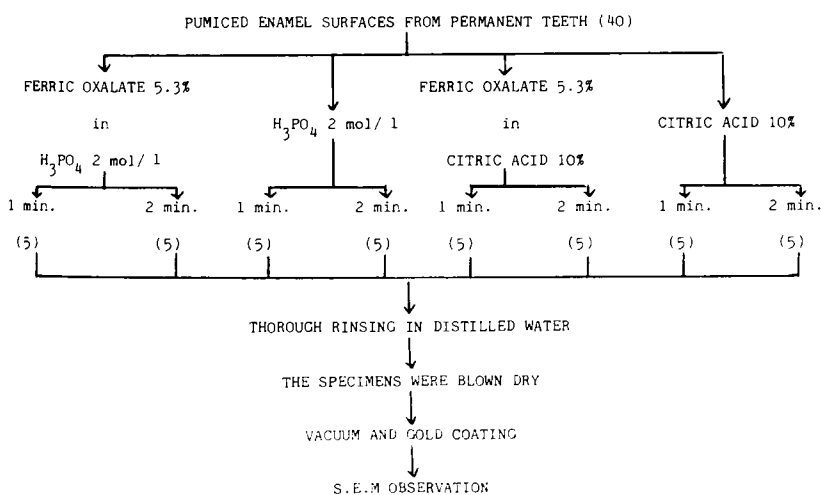 PUMICED ENAMEL SURFACES FROM PERMANENT TEETH (40)
FERRIC OXALATE 5.3%
in
H3PO4 2 mol/ l
H3PO4 2 mol/ l
FERRIC OXALATE 5.3%
in
CITRIC ACID 10%
CITRIC ACID 10%
1 min. 2 min. 1 min. 2 min. 1 min. 2 min. 1 min. 2 min.
(5) (5) (5) (5) (5) (5) (5) (5)
THOROUGH RINSING IN DISTILLED WATER
THE SPECIMENS WERE BLOWN DRY
VACUUM AND GOLD COATING
S.E.M OBSERVATION